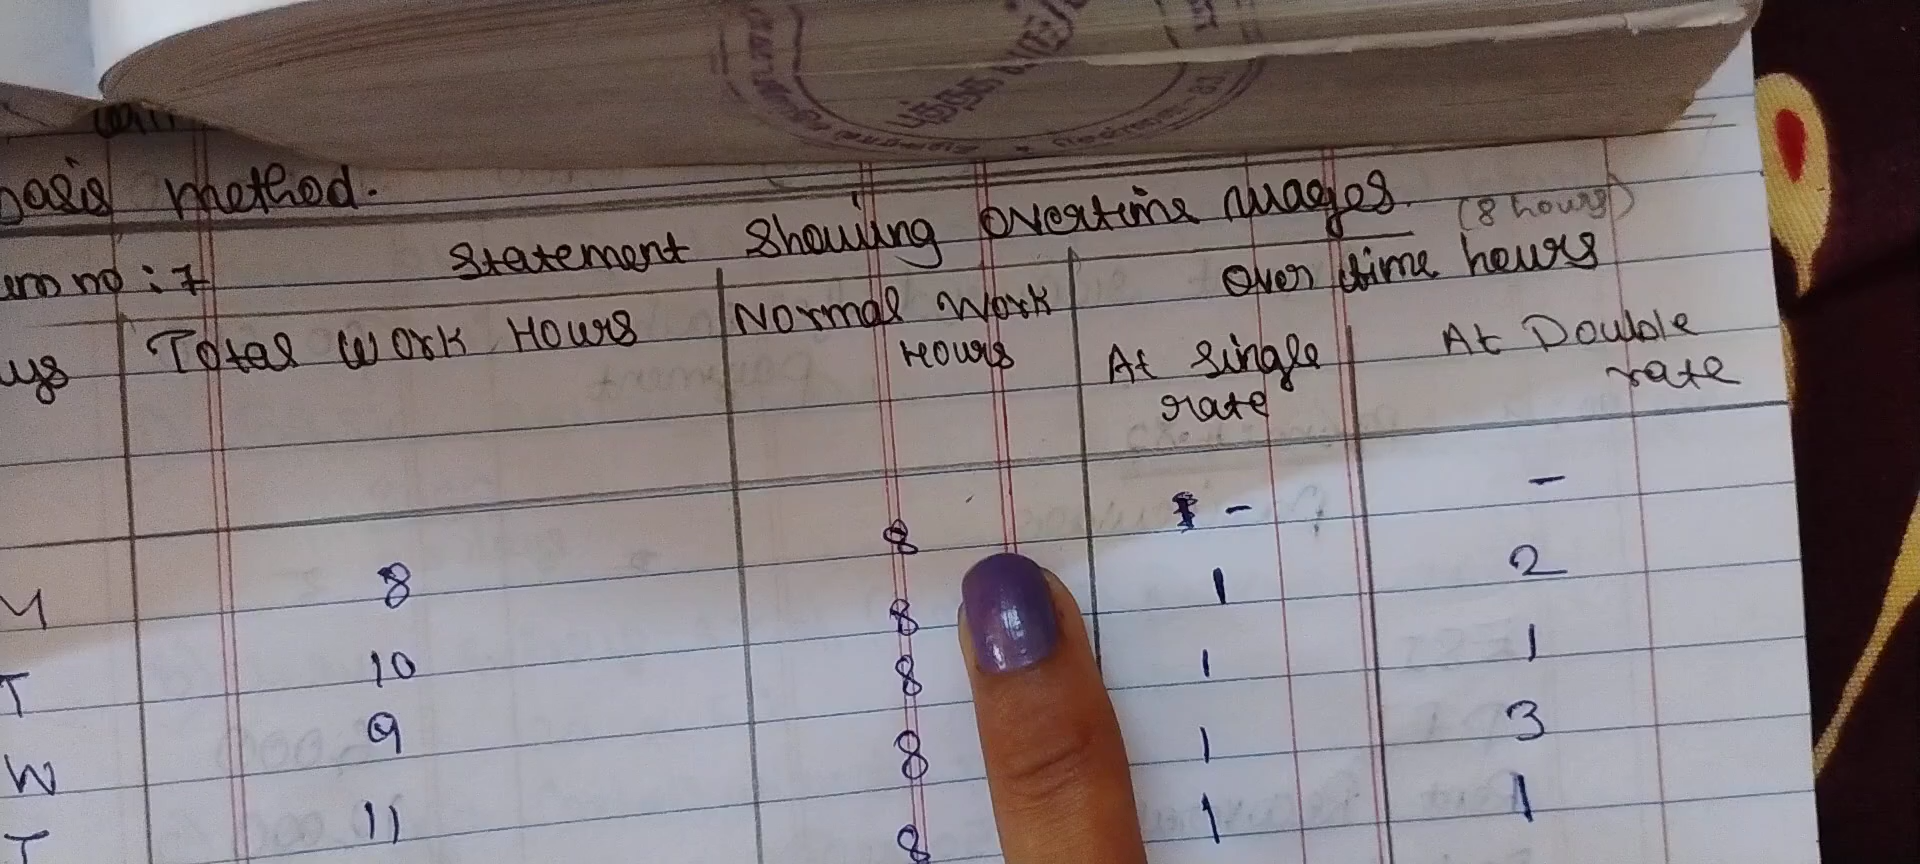 method.
Statement Showing Overtime Wages.
(8 hours)
no : 7
Total Work Hours
Normal Work Hours
Over time hours
At Single rate
At Double rate
M 8 8 - -
T 10 8 1 2
W 9 8 1 1
T 11 8 1 3
8 1 1